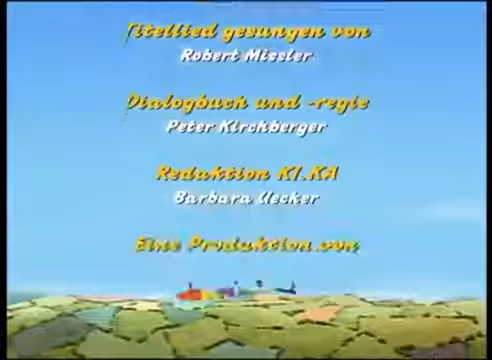 Titellied gesungen von
Robert Missler
Dialogbuch und -regie
Peter Kirchberger
Redaktion KI.KA
Barbara Uecker
Eine Produktion von